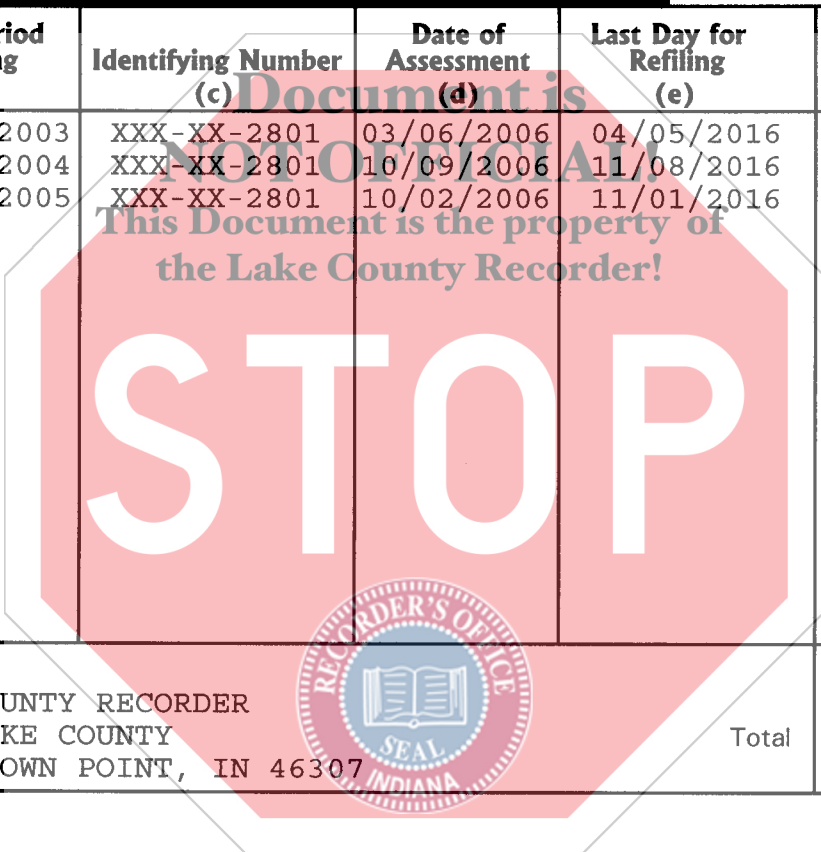 riod Identifying Number Date of Last Day for
g (c) Assessment Refiling
(d) (e)
Document is
2003 XXX-XX-2801 03/06/2006 04/05/2016
NOT OFFICIAL!
2004 XXX-XX-2801 10/09/2006 11/08/2016
2005 XXX-XX-2801 10/02/2006 11/01/2016
This Document is the property of
the Lake County Recorder!
STOP
RECORDER'S OFFICE
SEAL
INDIANA
UNTY RECORDER
KE COUNTY Total
OWN POINT, IN 46307